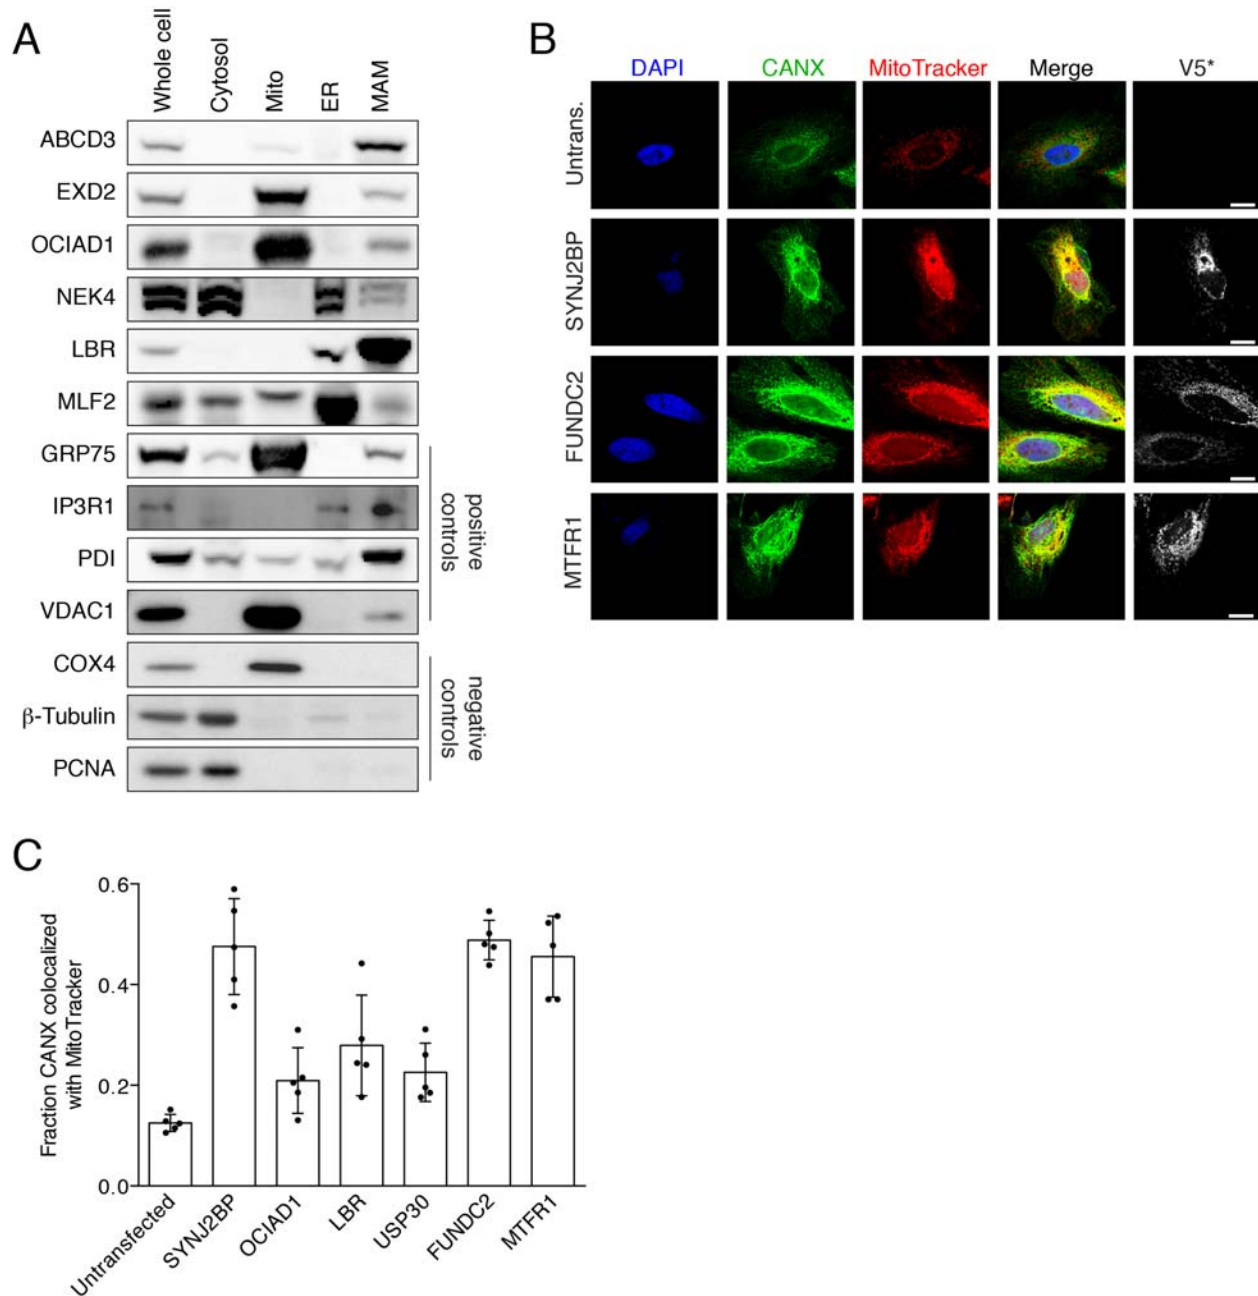 A
Whole cell
Cytosol
Mito
ER
MAM
ABCD3
EXD2
OCIAD1
NEK4
LBR
MLF2
GRP75
IP3R1
PDI
VDAC1
COX4
β-Tubulin
PCNA
positive
controls
negative
controls
B
DAPI
CANX
MitoTracker
Merge
V5*
Untrans.
SYNJ2BP
FUNDC2
MTFR1
C
Fraction CANX colocalized
with MitoTracker
0.6
0.4
0.2
0.0
Untransfected
SYNJ2BP
OCIAD1
LBR
USP30
FUNDC2
MTFR1